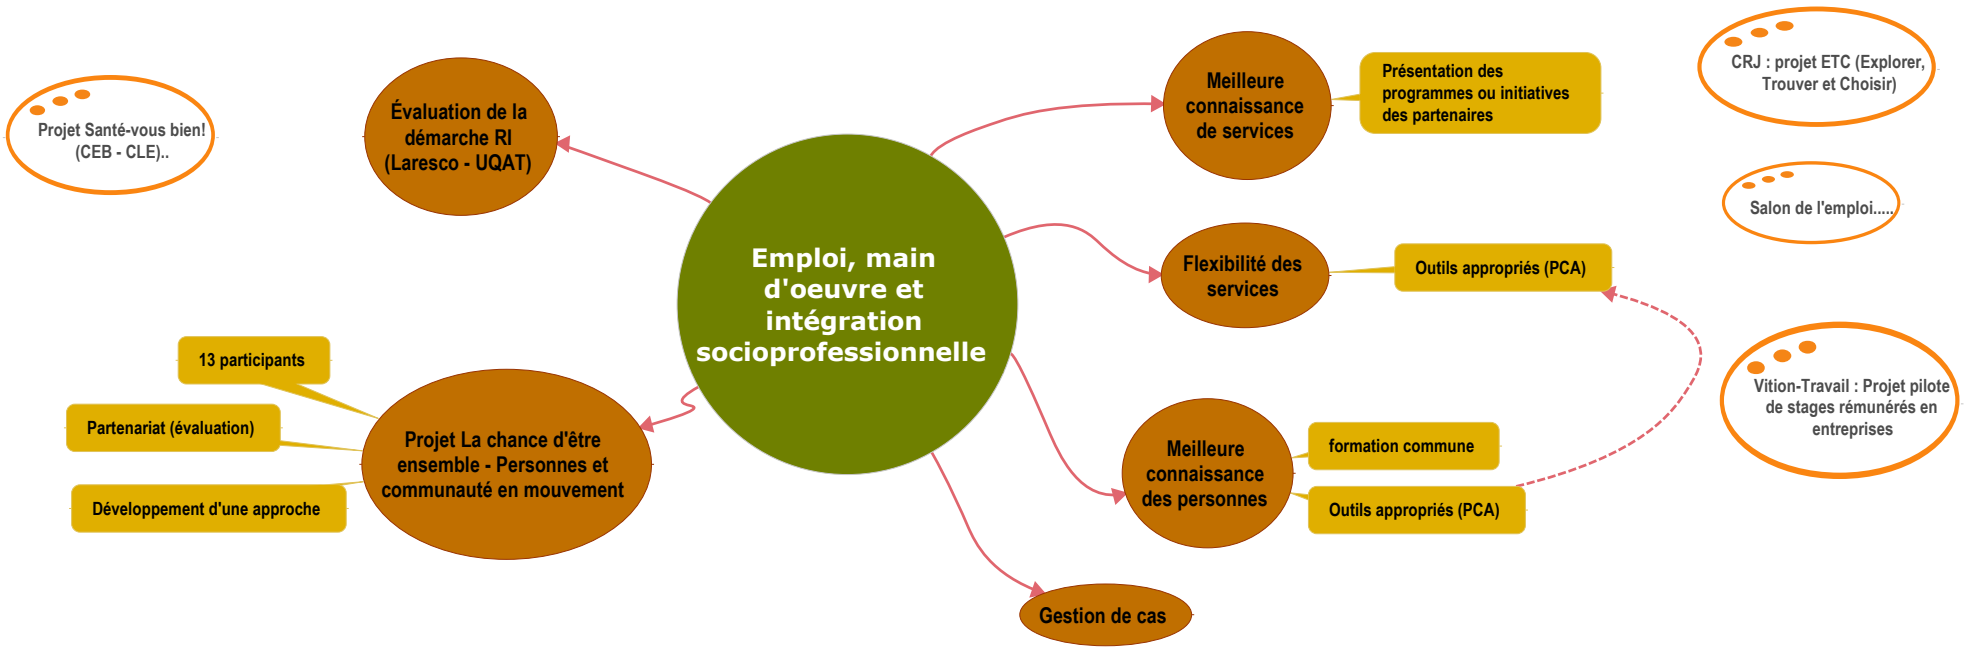 Projet Santé-vous bien!
(CEB - CLE)..
Évaluation de la
démarche RI
(Laresco - UQAT)
13 participants
Partenariat (évaluation)
Développement d'une approche
Projet La chance d'être
ensemble - Personnes et
communauté en mouvement
Emploi, main
d'oeuvre et
intégration
socioprofessionnelle
Meilleure
connaissance
de services
Présentation des
programmes ou initiatives
des partenaires
Flexibilité des
services
Outils appropriés (PCA)
Meilleure
connaissance
des personnes
formation commune
Outils appropriés (PCA)
Gestion de cas
CRJ : projet ETC (Explorer,
Trouver et Choisir)
Salon de l'emploi.....
Vition-Travail : Projet pilote
de stages rémunérés en
entreprises